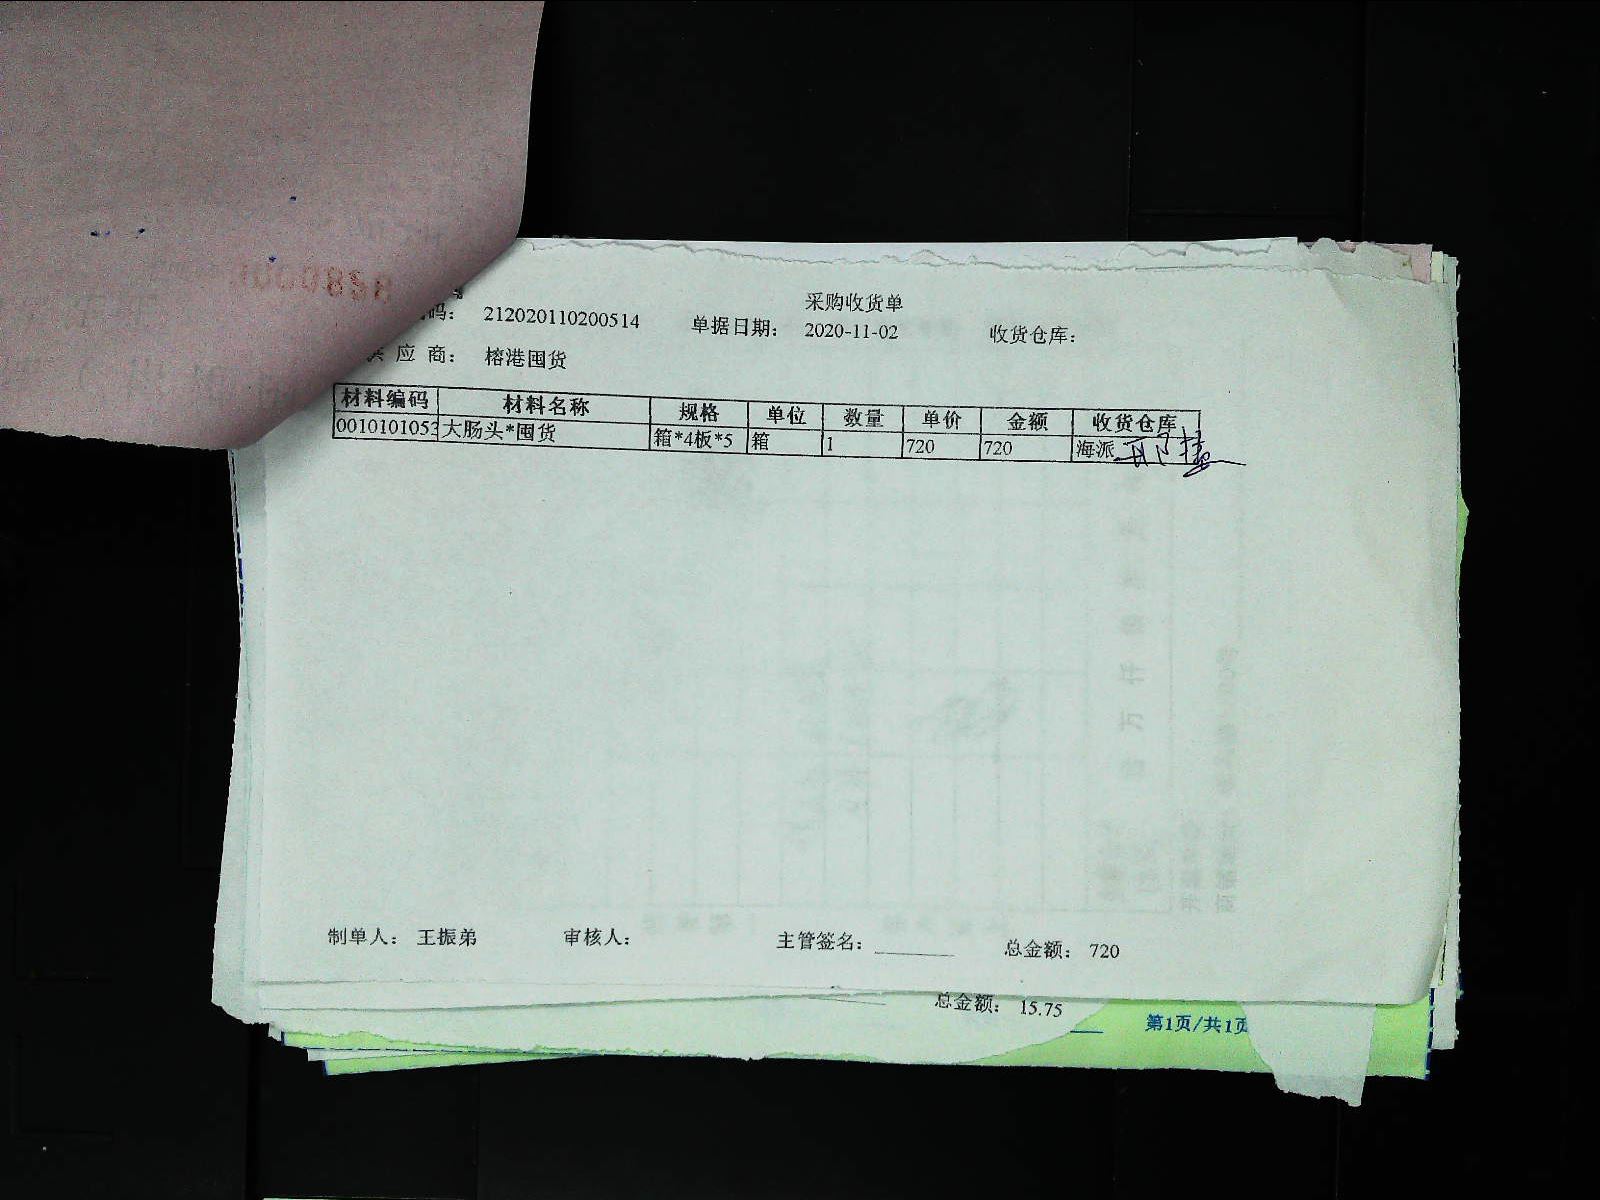 采购收货单
码： 212020110200514 单据日期： 2020-11-02 收货仓库：
应 商： 榕港囤货
材料编码 材料名称 规格 单位 数量 单价 金额 收货仓库
0010101053 大肠头*囤货 箱*4板*5 箱 1 720 720 海派
制单人： 王振弟 审核人： 主管签名： 总金额： 720
总金额： 15.75
第1页/共1页